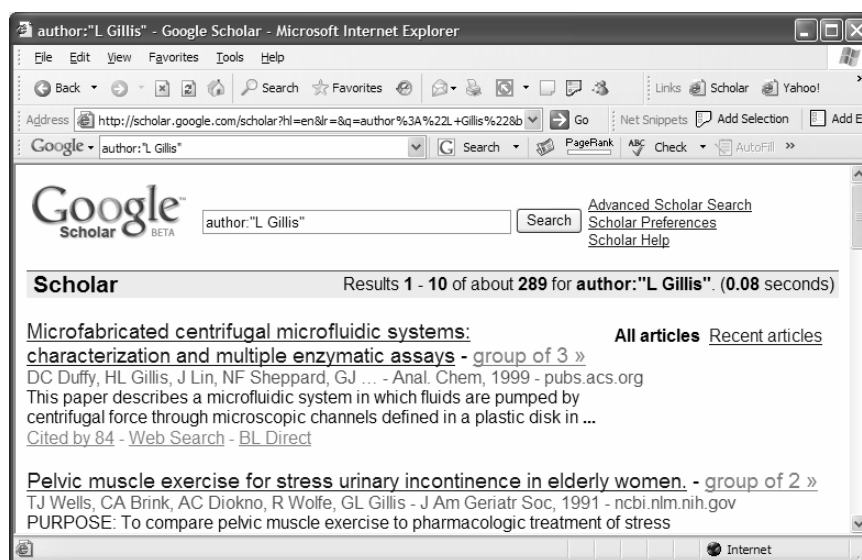 author:"L Gillis" - Google Scholar - Microsoft Internet Explorer
File Edit View Favorites Tools Help
Back Search Favorites Links Scholar Yahoo! »
Address http://scholar.google.com/scholar?hl=en&lr=&q=author%3A%22L+Gillis%22&b Go Net Snippets Add Selection Add E
Google author:"L Gillis" G Search PageRank ABC Check AutoFill »
Google™ Scholar BETA author:"L Gillis" Search
Advanced Scholar Search
Scholar Preferences
Scholar Help
Scholar Results 1 - 10 of about 289 for author:"L Gillis". (0.08 seconds)
Microfabricated centrifugal microfluidic systems: All articles Recent articles
characterization and multiple enzymatic assays - group of 3 »
DC Duffy, HL Gillis, J Lin, NF Sheppard, GJ ... - Anal. Chem, 1999 - pubs.acs.org
This paper describes a microfluidic system in which fluids are pumped by
centrifugal force through microscopic channels defined in a plastic disk in ...
Cited by 84 - Web Search - BL Direct
Pelvic muscle exercise for stress urinary incontinence in elderly women. - group of 2 »
TJ Wells, CA Brink, AC Diokno, R Wolfe, GL Gillis - J Am Geriatr Soc, 1991 - ncbi.nlm.nih.gov
PURPOSE: To compare pelvic muscle exercise to pharmacologic treatment of stress
Internet